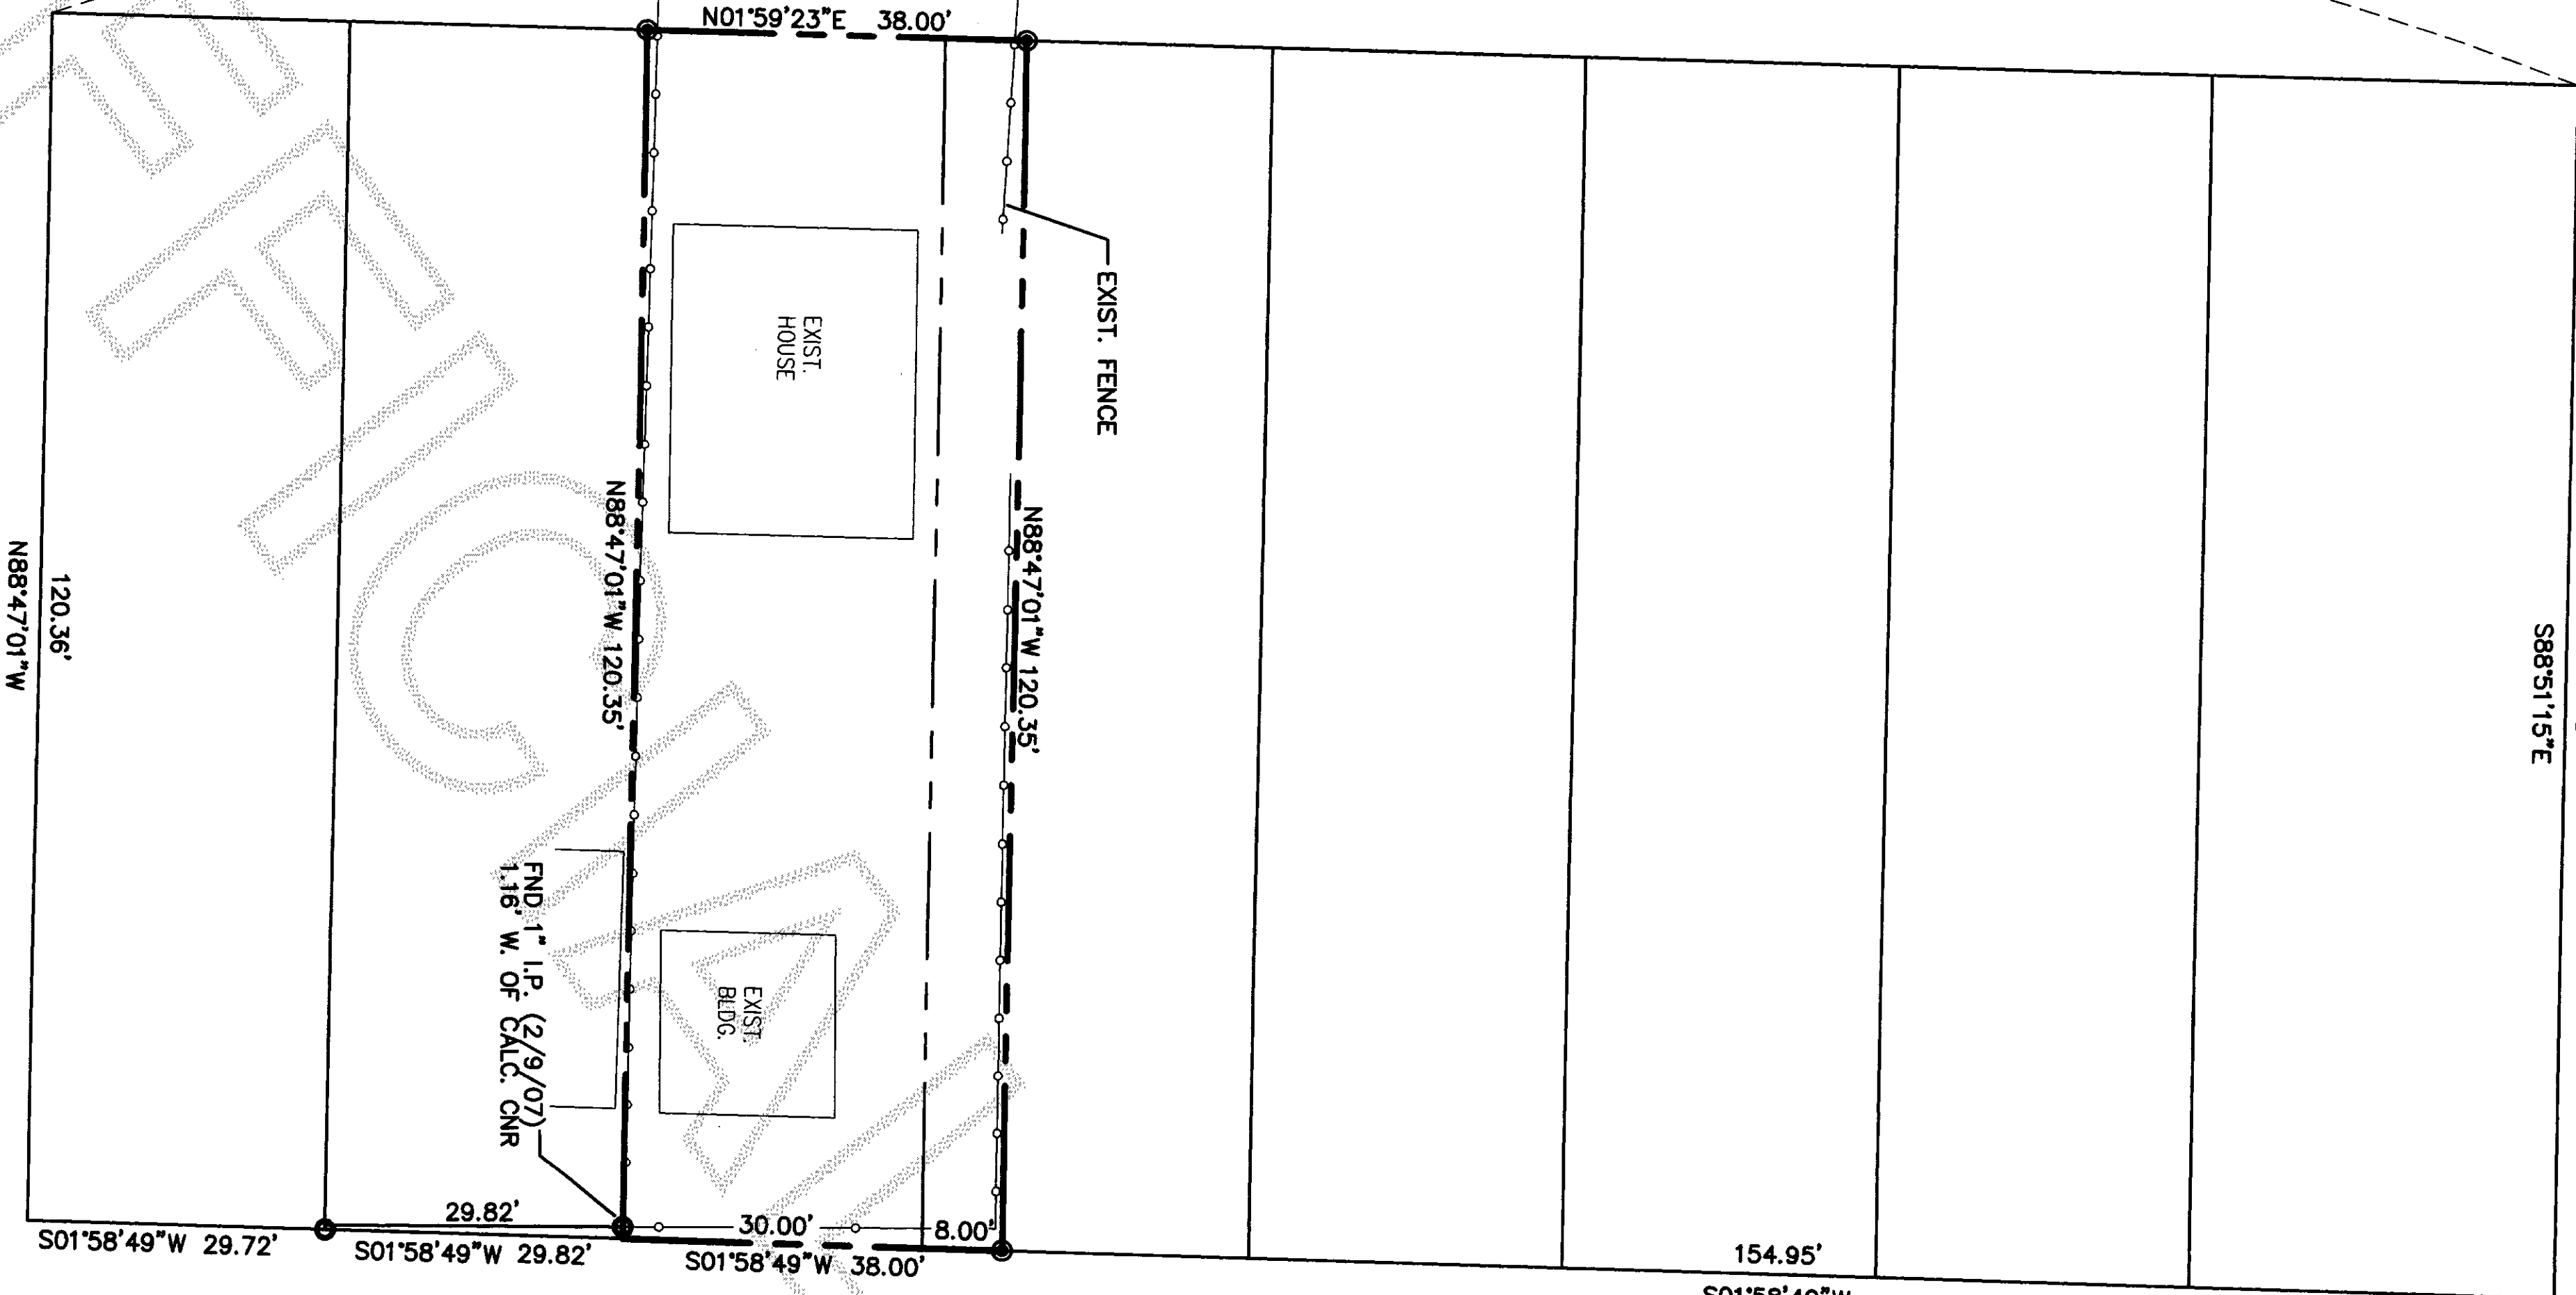 N01°59'23"E 38.00'
EXIST.
HOUSE
EXIST. FENCE
N88°47'01"W 120.35'
N88°47'01"W 120.35'
120.36'
N88°47'01"W
S88°51'15"E
FND 1" I.P. (2/9/07)
1.16' W. OF CALC. CNR
EXIST.
BLDG.
29.82'
30.00'
8.00'
S01°58'49"W 29.72'
S01°58'49"W 29.82'
S01°58'49"W 38.00'
154.95'
S01°58'49"W